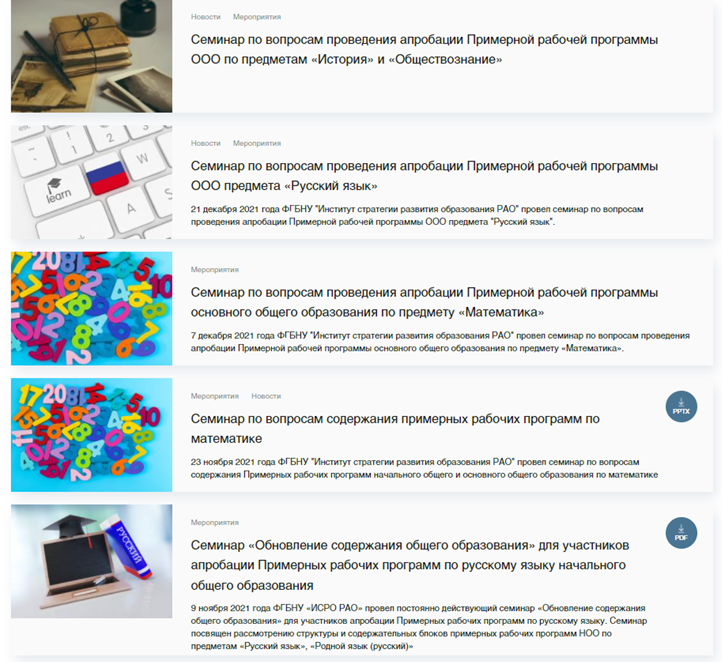 Новости Мероприятия
Семинар по вопросам проведения апробации Примерной рабочей программы
ООО по предметам «История» и «Обществознание»
Новости Мероприятия
Семинар по вопросам проведения апробации Примерной рабочей программы
ООО предмета «Русский язык»
21 декабря 2021 года ФГБНУ "Институт стратегии развития образования РАО" провел семинар по вопросам
проведения апробации Примерной рабочей программы ООО предмета "Русский язык".
learn
W
A
S
Мероприятия
Семинар по вопросам проведения апробации Примерной рабочей программы
основного общего образования по предмету «Математика»
7 декабря 2021 года ФГБНУ "Институт стратегии развития образования РАО" провел семинар по вопросам проведения
апробации Примерной рабочей программы основного общего образования по предмету «Математика».
Мероприятия Новости
Семинар по вопросам содержания примерных рабочих программ по
математике
PPTX
23 ноября 2021 года ФГБНУ "Институт стратегии развития образования РАО" провел семинар по вопросам
содержания Примерных рабочих программ начального общего и основного общего образования по математике
РУССКИЙ
Мероприятия
Семинар «Обновление содержания общего образования» для участников
апробации Примерных рабочих программ по русскому языку начального
общего образования
PDF
9 ноября 2021 года ФГБНУ «ИСРО РАО» провел постоянно действующий семинар «Обновление содержания
общего образования» для участников апробации Примерных рабочих программ по русскому языку. Семинар
посвящен рассмотрению структуры и содержательных блоков примерных рабочих программ НОО по
предметам «Русский язык», «Родной язык (русский)»